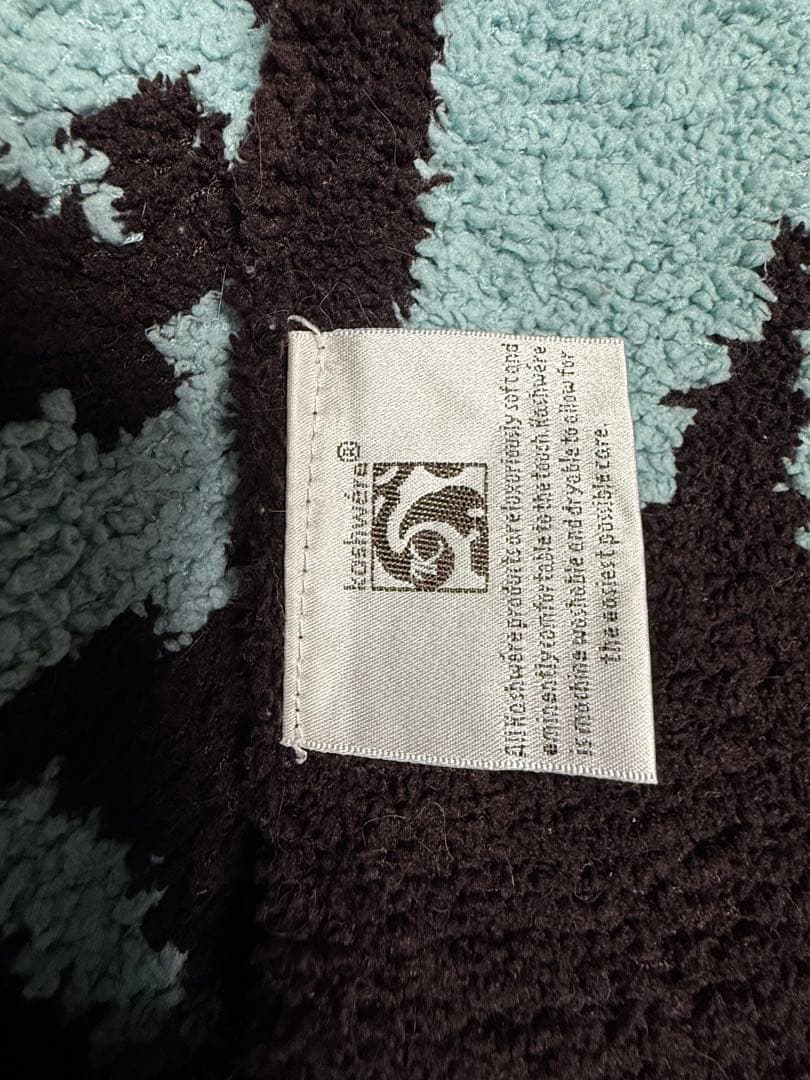 kashwére®
All Kashwére products are luxuriously soft and
eminently comfortable to the touch. Kashwére
is machine washable and dryable to allow for
the easiest possible care.